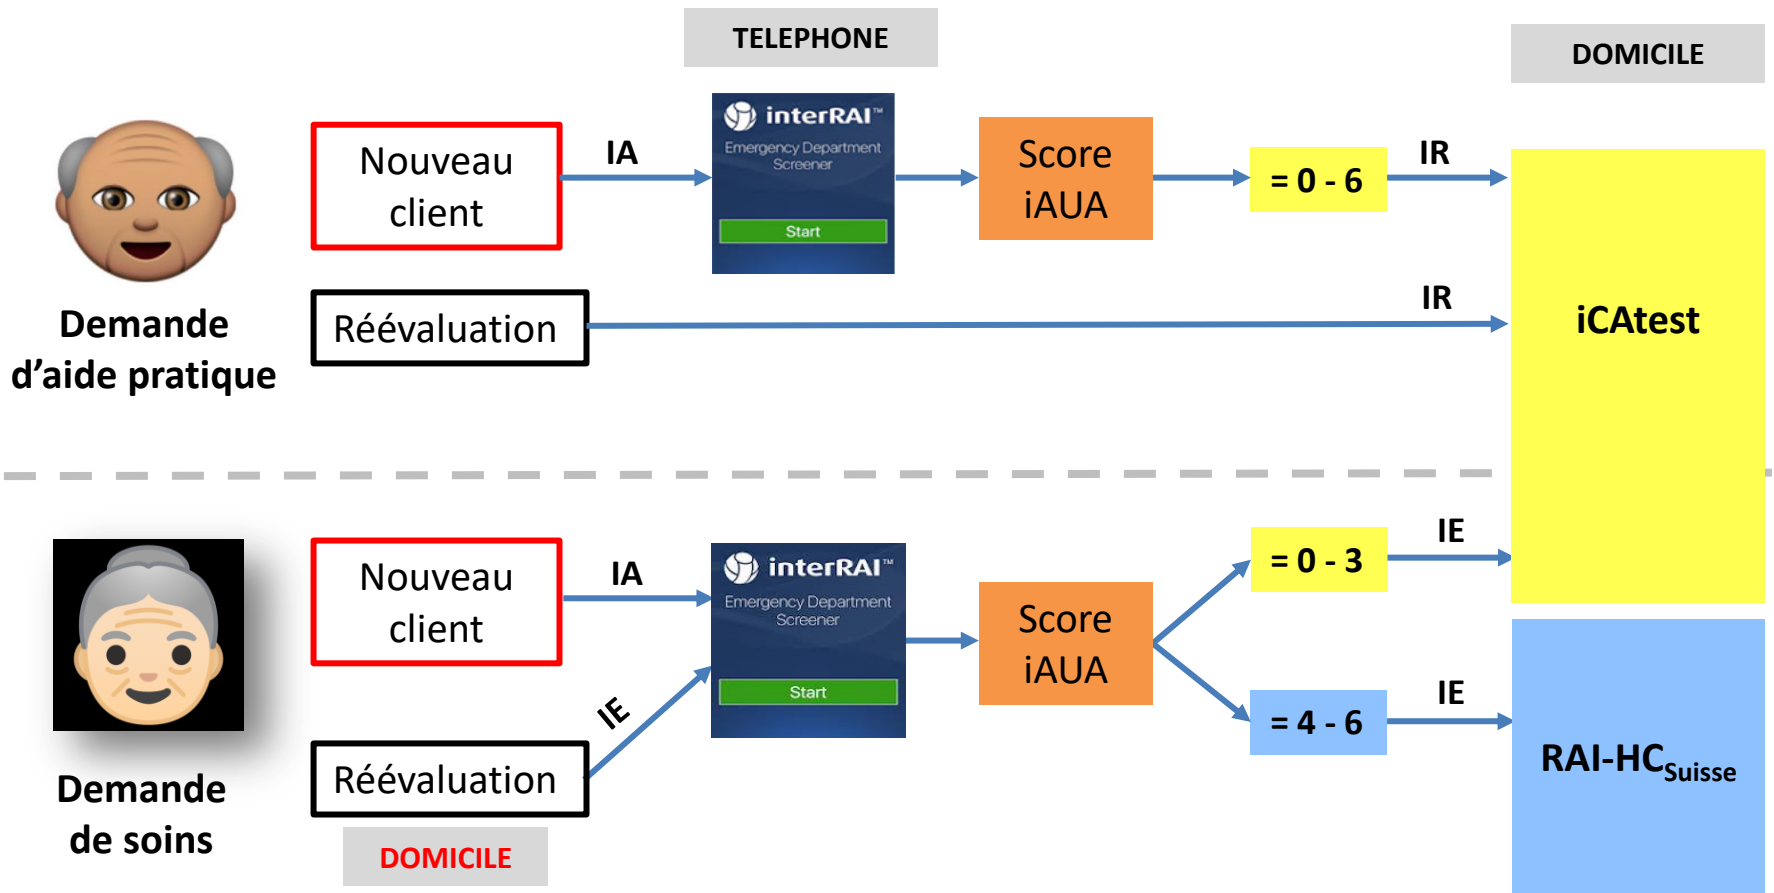 TELEPHONE
DOMICILE
Nouveau
client
IA
interRAI™
Emergency Department
Screener
Start
Score
iAUA
= 0 - 6
IR
Demande
d’aide pratique
Réévaluation
IR
iCAtest
Nouveau
client
IA
interRAI™
Emergency Department
Screener
Start
Score
iAUA
= 0 - 3
IE
= 4 - 6
IE
IE
Réévaluation
RAI-HCSuisse
Demande
de soins
DOMICILE